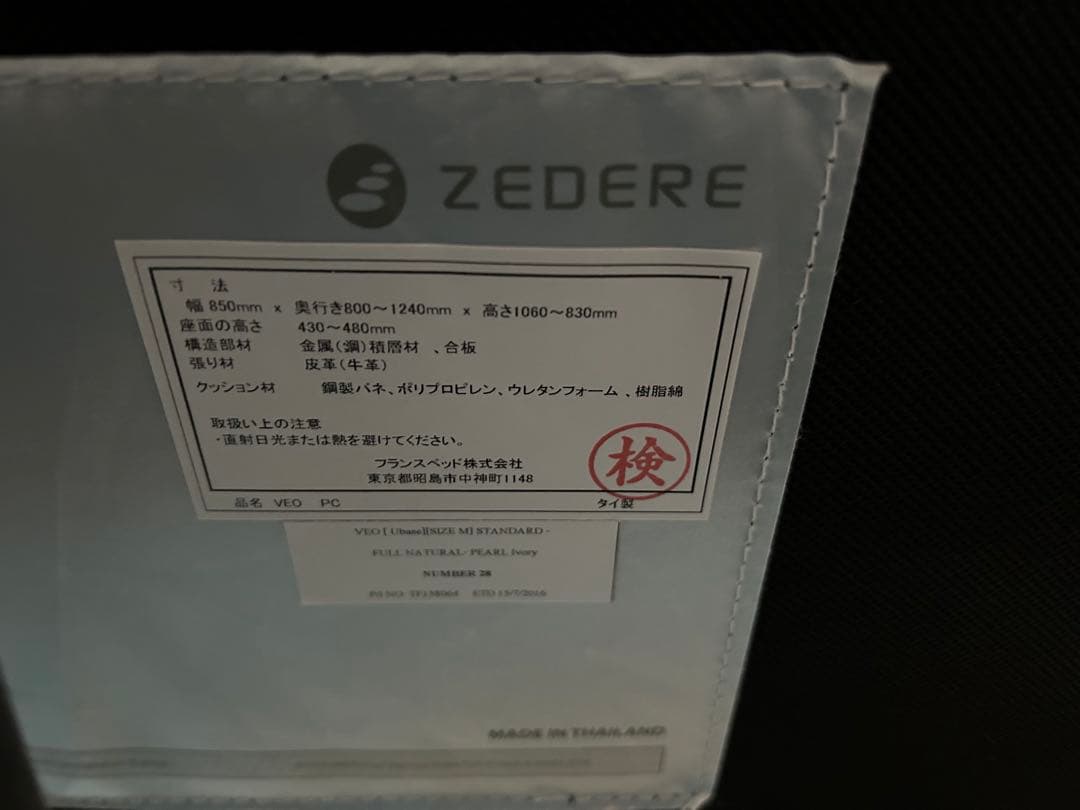 ZEDERE
寸 法
幅 850mm x 奥行き800～1240mm x 高さ1060～830mm
座面の高さ 430～480mm
構造部材 金属(鋼)積層材 、合板
張り材 皮革(牛革)
クッション材 鋼製バネ、ポリプロピレン、ウレタンフォーム 、樹脂綿
取扱い上の注意
・直射日光または熱を避けてください。
フランスベッド株式会社
東京都昭島市中神町1148
検
品名 VEO PC タイ製
VEO [ Ubase][SIZE M] STANDARD -
FULL NATURAL- PEARL Ivory
NUMBER 28
ETD 15/7/2016
MADE IN THAILAND